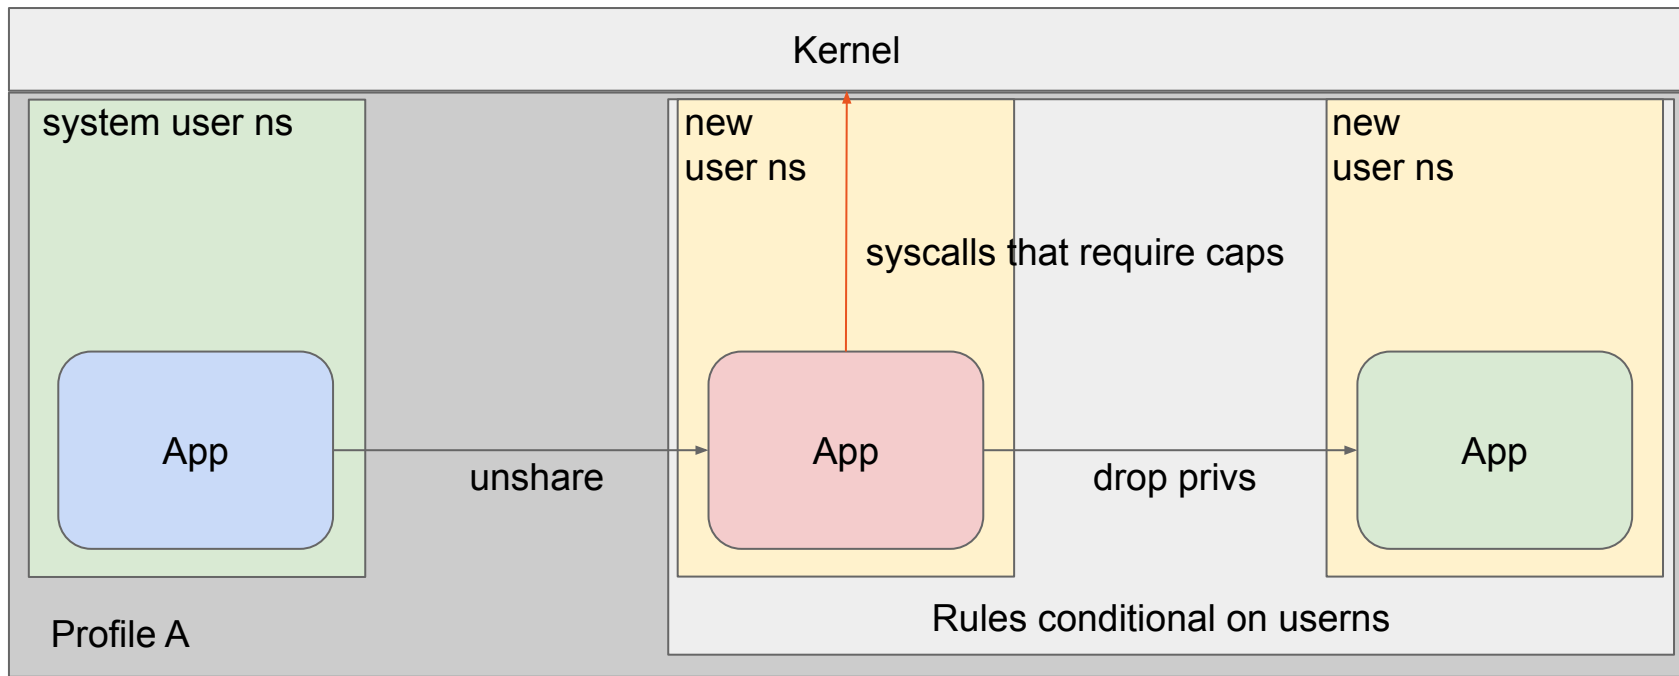 Kernel
system user ns
new
user ns
new
user ns
syscalls that require caps
App
App
App
unshare
drop privs
Rules conditional on userns
Profile A